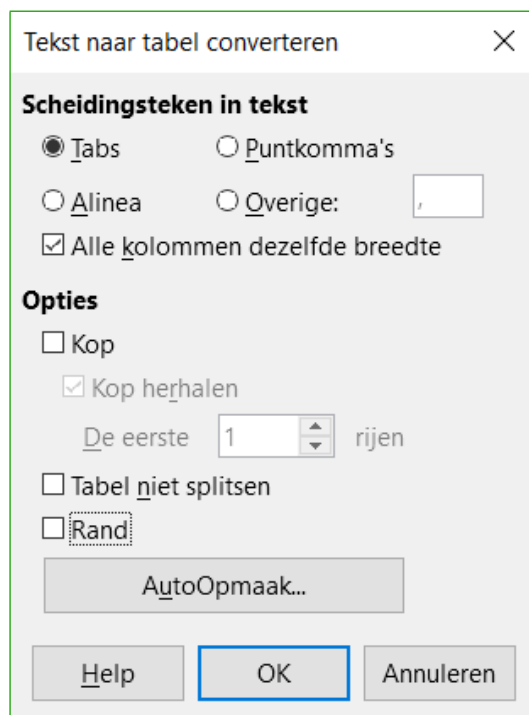 Tekst naar tabel converteren
Scheidingsteken in tekst
Tabs Puntkomma's
Alinea Overige: ,
Alle kolommen dezelfde breedte
Opties
Kop
Kop herhalen
De eerste 1 rijen
Tabel niet splitsen
Rand
AutoOpmaak...
Help OK Annuleren